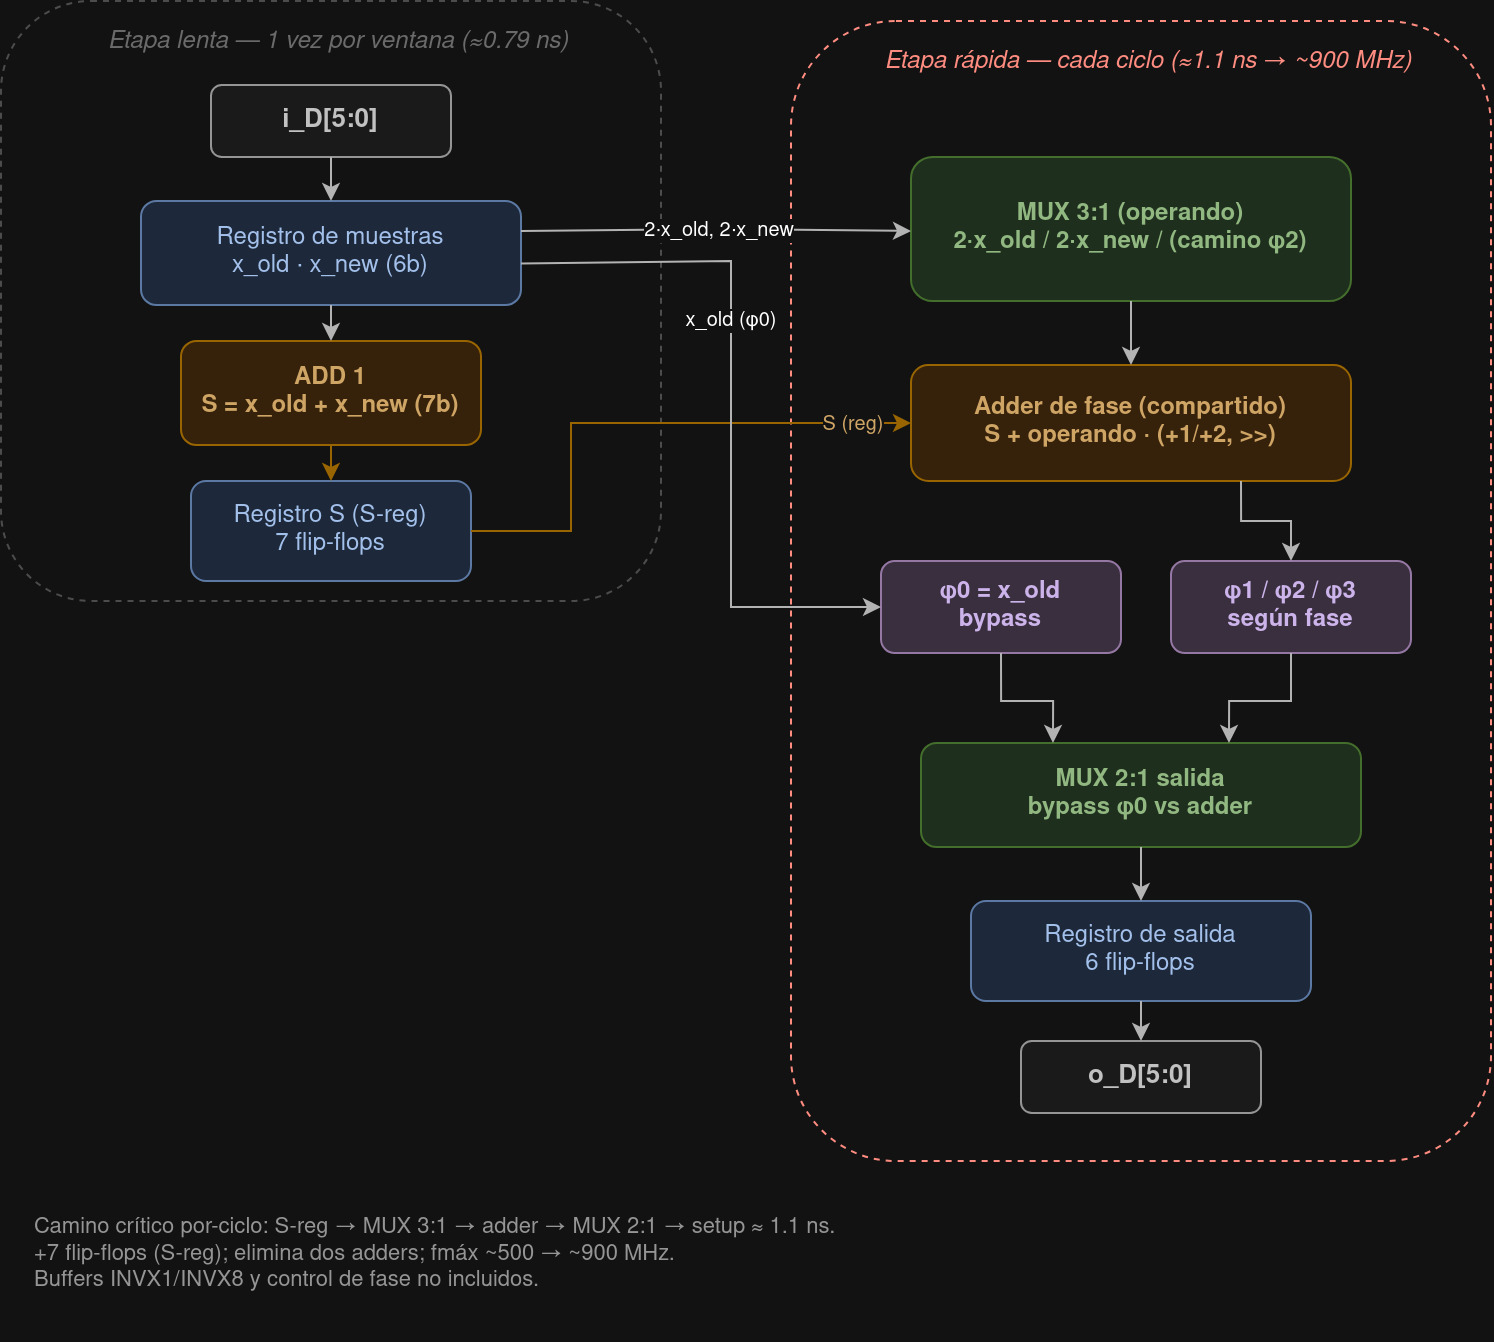 Etapa lenta — 1 vez por ventana (≈0.79 ns)
i_D[5:0]
Registro de muestras
x_old · x_new (6b)
ADD 1
S = x_old + x_new (7b)
Registro S (S-reg)
7 flip-flops
2·x_old, 2·x_new
x_old (φ0)
S (reg)
Etapa rápida — cada ciclo (≈1.1 ns → ~900 MHz)
MUX 3:1 (operando)
2·x_old / 2·x_new / (camino φ2)
Adder de fase (compartido)
S + operando · (+1/+2, >>)
φ0 = x_old
bypass
φ1 / φ2 / φ3
según fase
MUX 2:1 salida
bypass φ0 vs adder
Registro de salida
6 flip-flops
o_D[5:0]
Camino crítico por-ciclo: S-reg → MUX 3:1 → adder → MUX 2:1 → setup ≈ 1.1 ns.
+7 flip-flops (S-reg); elimina dos adders; fmáx ~500 → ~900 MHz.
Buffers INVX1/INVX8 y control de fase no incluidos.